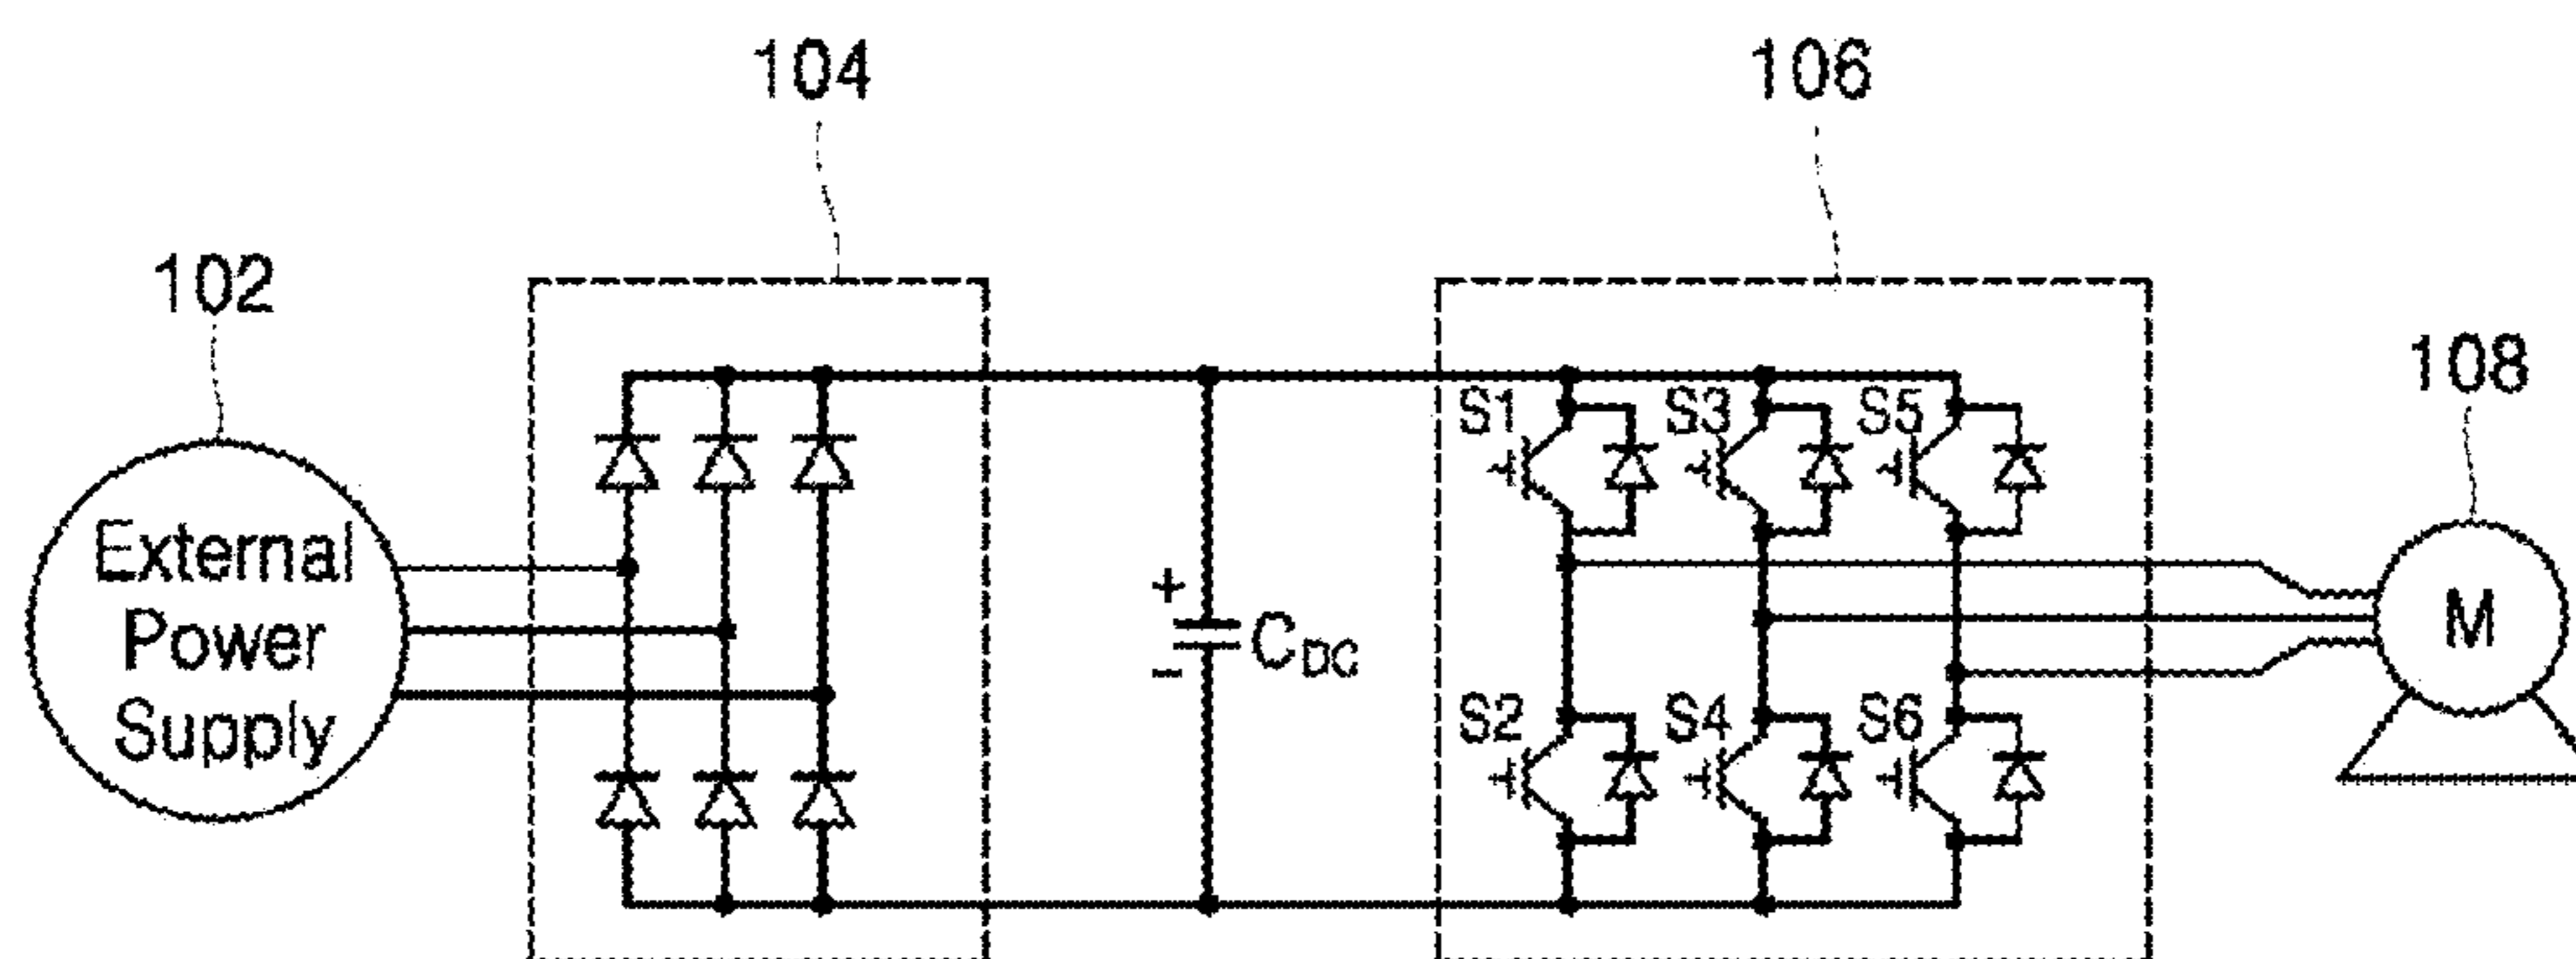 104
106
102
108
S1
S3
S5
External
Power
Supply
+
CDC
−
M
S2
S4
S6